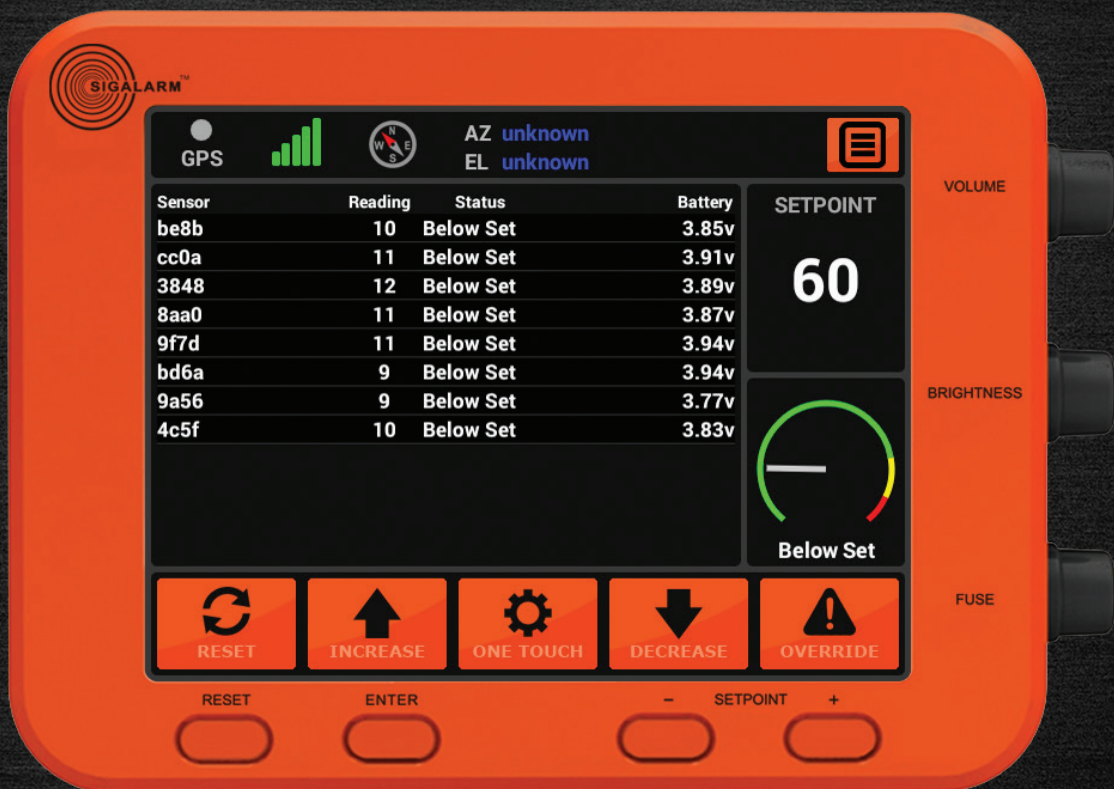 SIGALARM™
GPS
N
W E
S
AZ unknown
EL unknown
Sensor Reading Status Battery
be8b 10 Below Set 3.85v
cc0a 11 Below Set 3.91v
3848 12 Below Set 3.89v
8aa0 11 Below Set 3.87v
9f7d 11 Below Set 3.94v
bd6a 9 Below Set 3.94v
9a56 9 Below Set 3.77v
4c5f 10 Below Set 3.83v
SETPOINT
60
Below Set
VOLUME
BRIGHTNESS
FUSE
RESET INCREASE ONE TOUCH DECREASE OVERRIDE
RESET ENTER - SETPOINT +